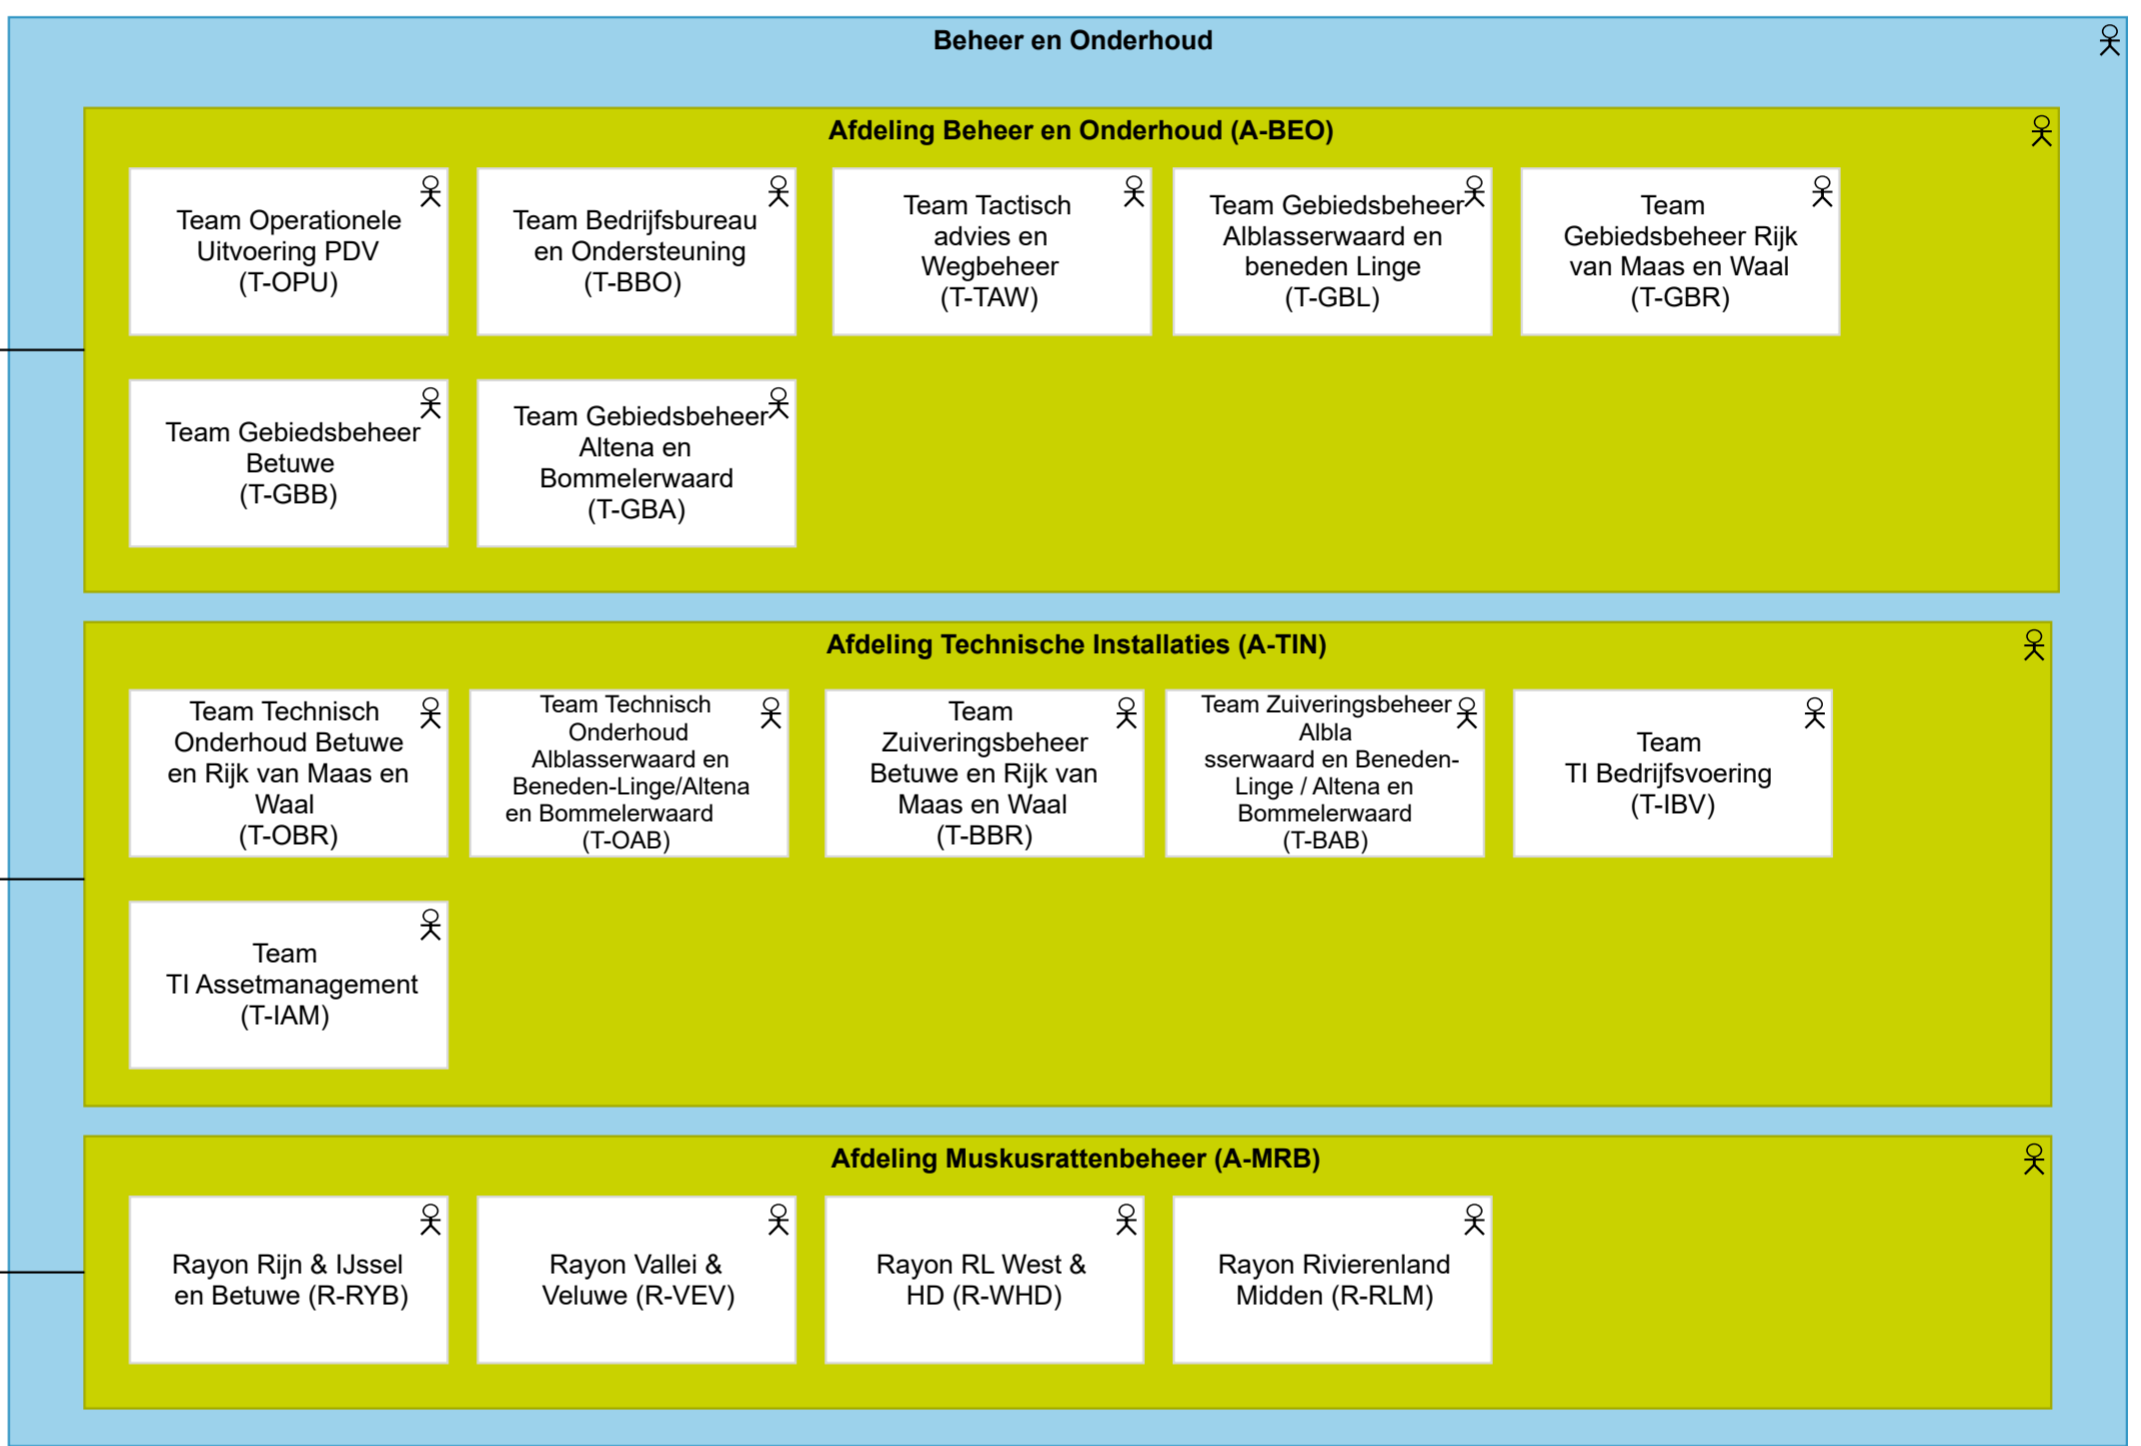 Beheer en Onderhoud
Afdeling Beheer en Onderhoud (A-BEO)
Team Operationele
Uitvoering PDV
(T-OPU)
Team Bedrijfsbureau
en Ondersteuning
(T-BBO)
Team Tactisch
advies en
Wegbeheer
(T-TAW)
Team Gebiedsbeheer
Alblasserwaard en
beneden Linge
(T-GBL)
Team
Gebiedsbeheer Rijk
van Maas en Waal
(T-GBR)
Team Gebiedsbeheer
Betuwe
(T-GBB)
Team Gebiedsbeheer
Altena en
Bommelerwaard
(T-GBA)
Afdeling Technische Installaties (A-TIN)
Team Technisch
Onderhoud Betuwe
en Rijk van Maas en
Waal
(T-OBR)
Team Technisch
Onderhoud
Alblasserwaard en
Beneden-Linge/Altena
en Bommelerwaard
(T-OAB)
Team
Zuiveringsbeheer
Betuwe en Rijk van
Maas en Waal
(T-BBR)
Team Zuiveringsbeheer
Albla
sserwaard en Beneden-
Linge / Altena en
Bommelerwaard
(T-BAB)
Team
TI Bedrijfsvoering
(T-IBV)
Team
TI Assetmanagement
(T-IAM)
Afdeling Muskusrattenbeheer (A-MRB)
Rayon Rijn & IJssel
en Betuwe (R-RYB)
Rayon Vallei &
Veluwe (R-VEV)
Rayon RL West &
HD (R-WHD)
Rayon Rivierenland
Midden (R-RLM)